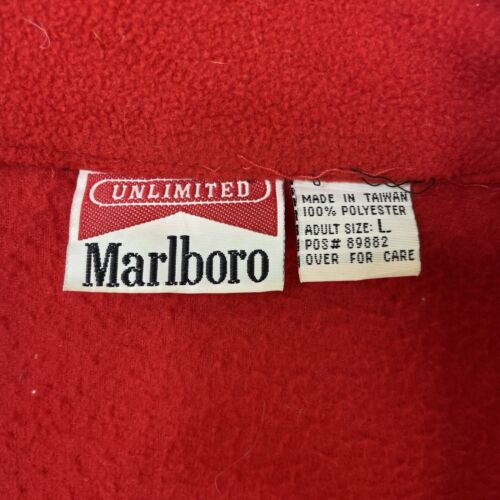 UNLIMITED
Marlboro
MADE IN TAIWAN
100% POLYESTER
ADULT SIZE: L
POS# 89882
OVER FOR CARE